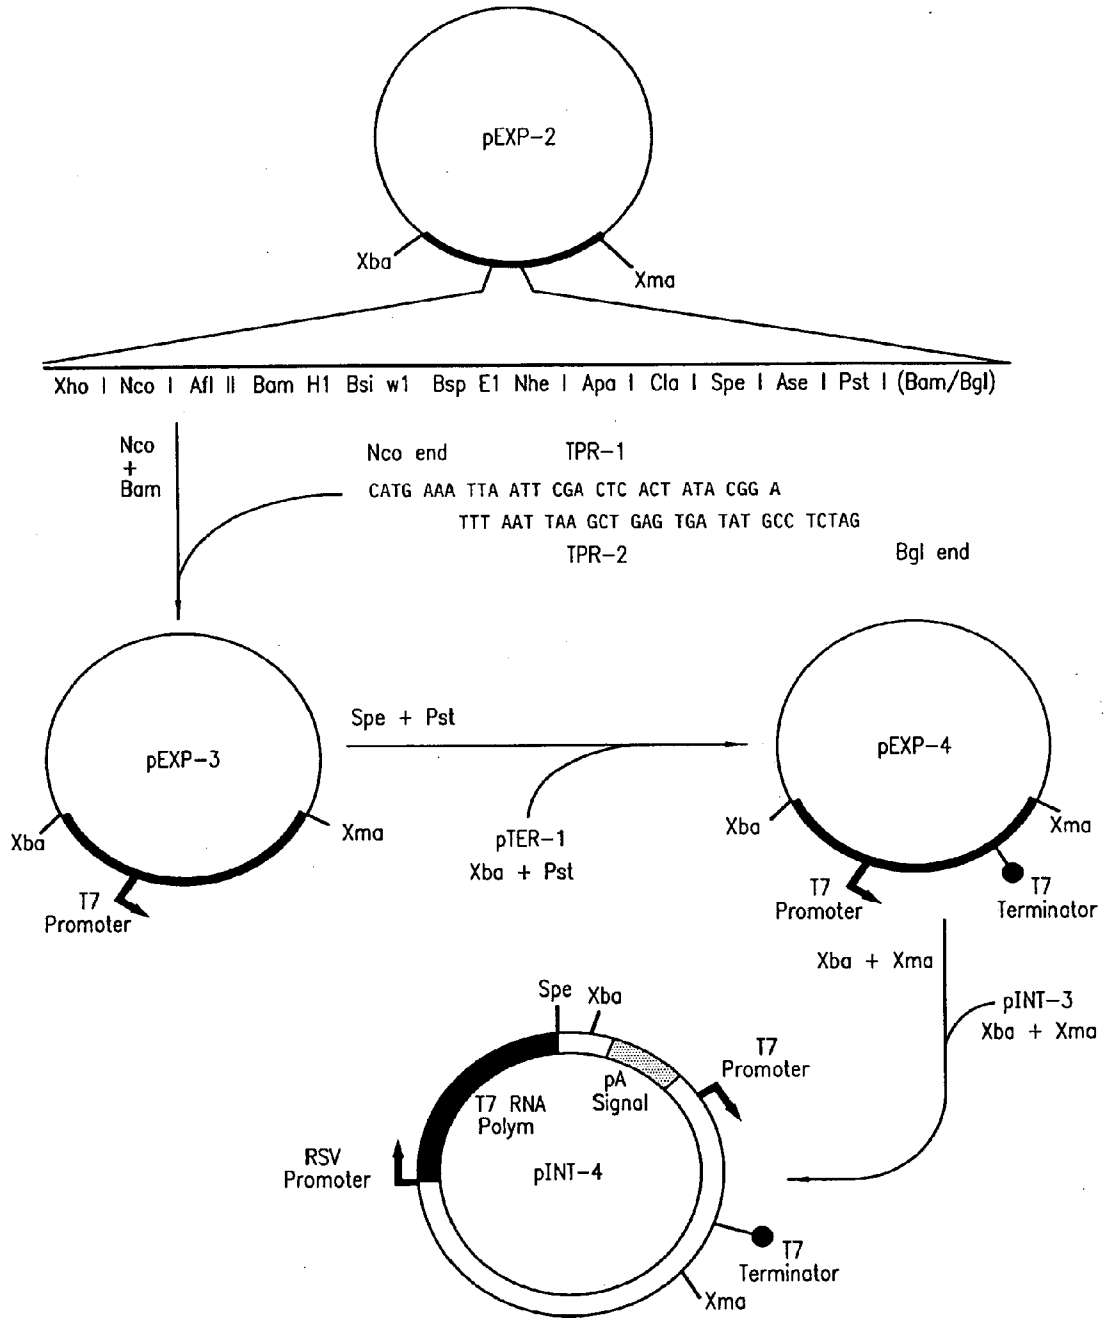 pEXP-2
Xba
Xma
Xho I Nco I Afl II Bam H1 Bsi w1 Bsp E1 Nhe I Apa I Cla I Spe I Ase I Pst I (Bam/Bgl)
Nco
+
Bam
Nco end TPR-1
CATG AAA TTA ATT CGA CTC ACT ATA CGG A
TTT AAT TAA GCT GAG TGA TAT GCC TCTAG
TPR-2
Bgl end
pEXP-3
Xba
Xma
T7
Promoter
Spe + Pst
pTER-1
Xba + Pst
pEXP-4
Xba
Xma
T7
Promoter
T7
Terminator
Xba + Xma
pINT-3
Xba + Xma
Spe
Xba
T7
Promoter
pA
Signal
T7 RNA
Polym
RSV
Promoter
pINT-4
T7
Terminator
Xma